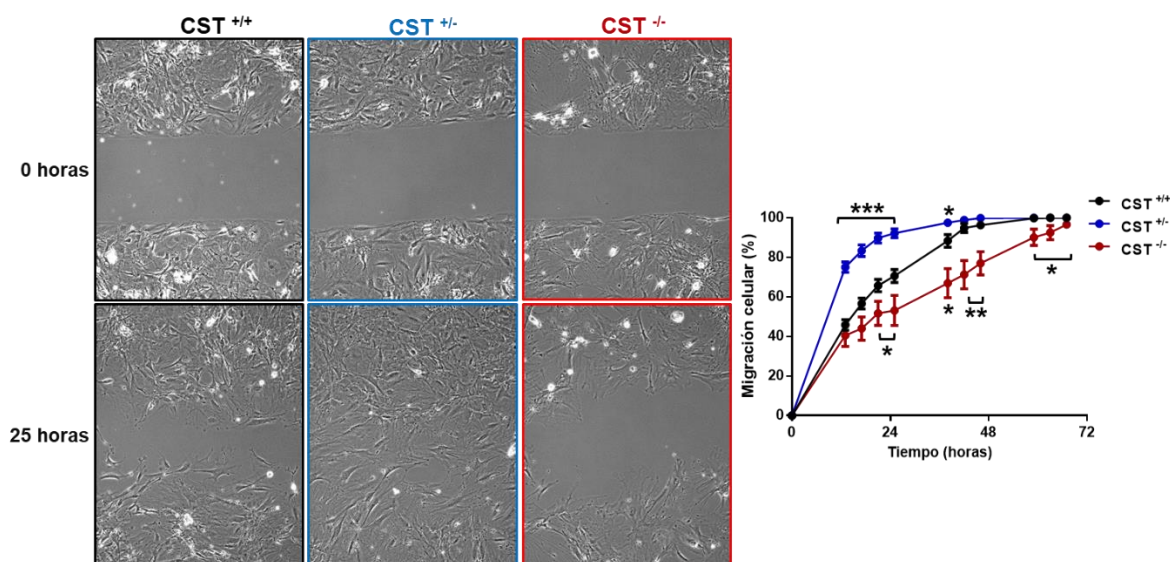 CST +/+
CST +/-
CST -/-
0 horas
25 horas
Migración celular (%)
100
80
60
40
20
0
0
24
48
72
Tiempo (horas)
***
*
*
*
**
*
CST +/+
CST +/-
CST -/-